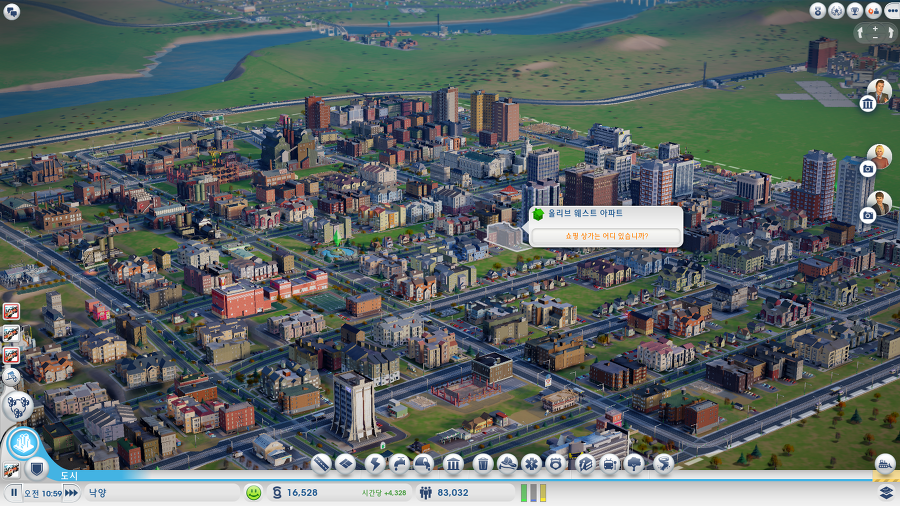 올리브 웨스트 아파트
쇼핑 상가는 어디 있습니까?
도시
오전 10:59
낙양
16,528
시간당 +4,328
83,032